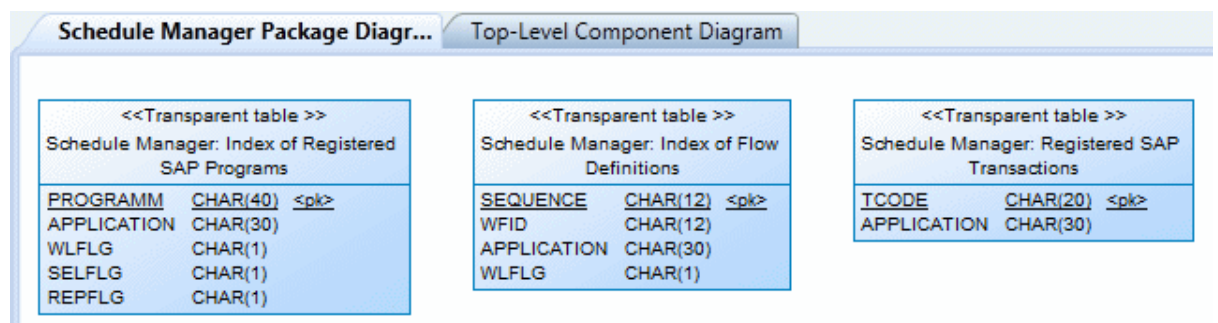 Schedule Manager Package Diagr...
Top-Level Component Diagram
<<Transparent table >>
Schedule Manager: Index of Registered
SAP Programs
PROGRAMM CHAR(40) <pk>
APPLICATION CHAR(30)
WLFLG CHAR(1)
SELFLG CHAR(1)
REPFLG CHAR(1)
<<Transparent table >>
Schedule Manager: Index of Flow
Definitions
SEQUENCE CHAR(12) <pk>
WFID CHAR(12)
APPLICATION CHAR(30)
WLFLG CHAR(1)
<<Transparent table >>
Schedule Manager: Registered SAP
Transactions
TCODE CHAR(20) <pk>
APPLICATION CHAR(30)